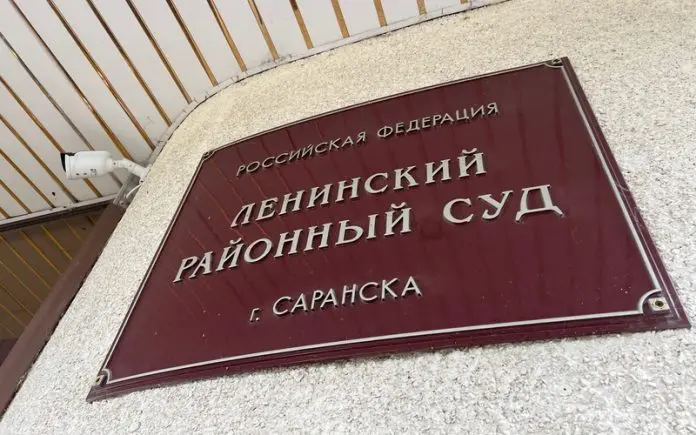 РОССИЙСКАЯ ФЕДЕРАЦИЯ
ЛЕНИНСКИЙ
РАЙОННЫЙ СУД
г. САРАНСКА